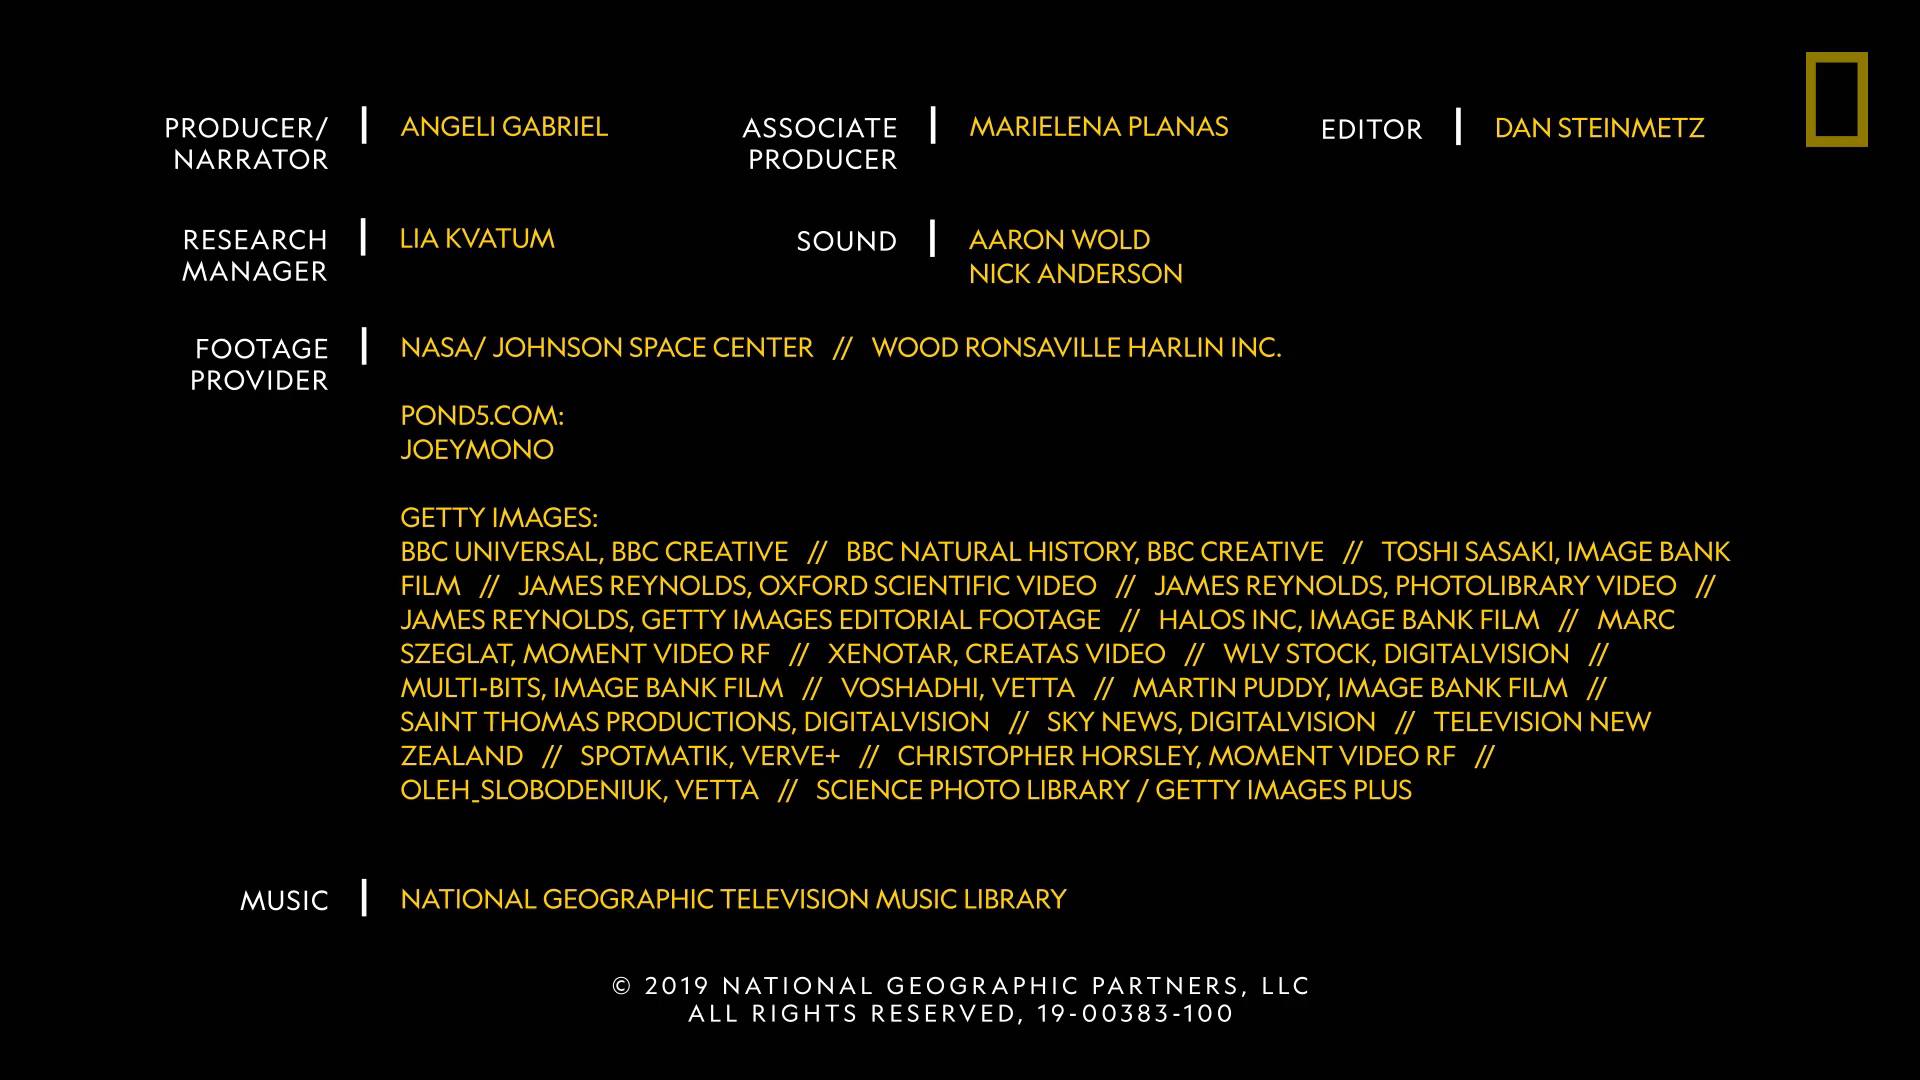 PRODUCER/ NARRATOR | ANGELI GABRIEL
ASSOCIATE PRODUCER | MARIELENA PLANAS
EDITOR | DAN STEINMETZ
RESEARCH MANAGER | LIA KVATUM
SOUND | AARON WOLD
NICK ANDERSON
FOOTAGE PROVIDER | NASA/ JOHNSON SPACE CENTER // WOOD RONSAVILLE HARLIN INC.
POND5.COM:
JOEYMONO
GETTY IMAGES:
BBC UNIVERSAL, BBC CREATIVE // BBC NATURAL HISTORY, BBC CREATIVE // TOSHI SASAKI, IMAGE BANK
FILM // JAMES REYNOLDS, OXFORD SCIENTIFIC VIDEO // JAMES REYNOLDS, PHOTOLIBRARY VIDEO //
JAMES REYNOLDS, GETTY IMAGES EDITORIAL FOOTAGE // HALOS INC, IMAGE BANK FILM // MARC
SZEGLAT, MOMENT VIDEO RF // XENOTAR, CREATAS VIDEO // WLV STOCK, DIGITALVISION //
MULTI-BITS, IMAGE BANK FILM // VOSHADHI, VETTA // MARTIN PUDDY, IMAGE BANK FILM //
SAINT THOMAS PRODUCTIONS, DIGITALVISION // SKY NEWS, DIGITALVISION // TELEVISION NEW
ZEALAND // SPOTMATIK, VERVE+ // CHRISTOPHER HORSLEY, MOMENT VIDEO RF //
OLEH_SLOBODENIUK, VETTA // SCIENCE PHOTO LIBRARY / GETTY IMAGES PLUS
MUSIC | NATIONAL GEOGRAPHIC TELEVISION MUSIC LIBRARY
© 2019 NATIONAL GEOGRAPHIC PARTNERS, LLC
ALL RIGHTS RESERVED, 19-00383-100